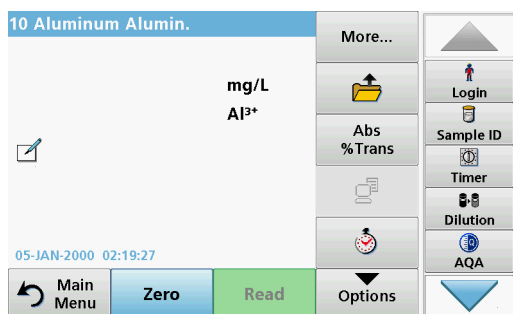 10 Aluminum Alumin.
mg/L
Al³⁺
05-JAN-2000 02:19:27
Main
Menu
Zero
Read
More...
Abs
%Trans
Options
Login
Sample ID
Timer
Dilution
AQA